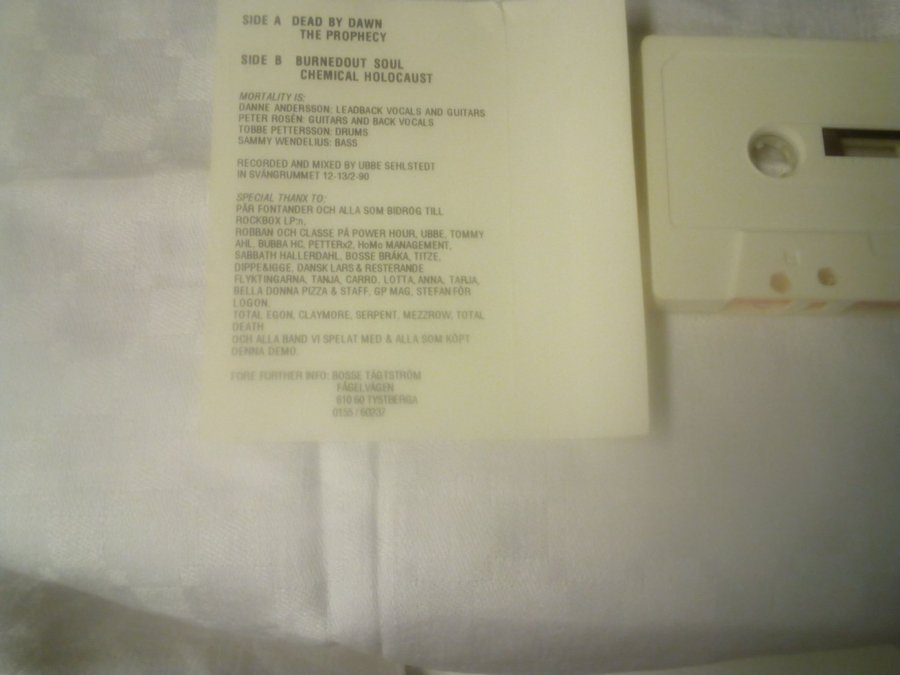 SIDE A DEAD BY DAWN
THE PROPHECY
SIDE B BURNEDOUT SOUL
CHEMICAL HOLOCAUST
MORTALITY IS:
DANNE ANDERSSON: LEADBACK VOCALS AND GUITARS
PETER ROSÉN: GUITARS AND BACK VOCALS
TOBBE PETTERSSON: DRUMS
SAMMY WENDELIUS: BASS
RECORDED AND MIXED BY UBBE SEHLSTEDT
IN SVÄNGRUMMET 12-13/2-90
SPECIAL THANX TO:
PÄR FONTANDER OCH ALLA SOM BIDROG TILL
ROCKBOX LP:n,
ROBBAN OCH CLASSE PÅ POWER HOUR, UBBE, TOMMY
AHL, BUBBA HC, PETTERx2, HoMo MANAGEMENT,
SABBATH HALLERDAHL, BOSSE BRÅKA, TITZE,
DIPPE&JGGE, DANSK LARS & RESTERANDE
FLYKTINGARNA, TANJA, CARRO, LOTTA, ANNA, TARJA,
BELLA DONNA PIZZA & STAFF, GP MAG, STEFAN FÖR
LOGON,
TOTAL EGON, CLAYMORE, SERPENT, MEZZROW, TOTAL
DEATH
OCH ALLA BAND VI SPELAT MED & ALLA SOM KÖPT
DENNA DEMO.
FORE FURTHER INFO: BOSSE TÄGTSTRÖM
FÅGELVÄGEN
610 60 TYSTBERGA
0155 / 60237